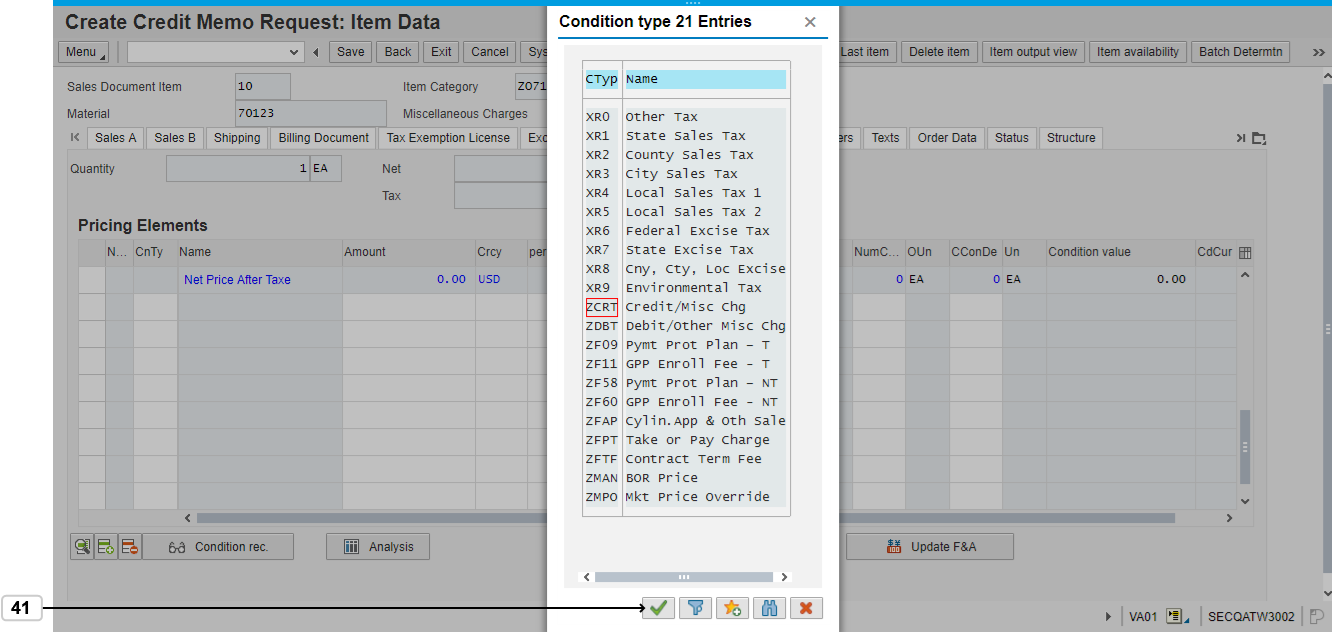 Create Credit Memo Request: Item Data
Condition type 21 Entries
Menu
Save
Back
Exit
Cancel
Sys
Last item
Delete item
Item output view
Item availability
Batch Determtn
Sales Document Item
10
Item Category
ZO71
Material
70123
Miscellaneous Charges
Sales A
Sales B
Shipping
Billing Document
Tax Exemption License
Exc
ers
Texts
Order Data
Status
Structure
Quantity
1 EA
Net
Tax
Pricing Elements
N... CnTy Name Amount Crcy per NumC... OUn CConDe Un Condition value CdCur
Net Price After Taxe 0.00 USD 0 EA 0 EA 0.00
CTyp Name
XR0 Other Tax
XR1 State Sales Tax
XR2 County Sales Tax
XR3 City Sales Tax
XR4 Local Sales Tax 1
XR5 Local Sales Tax 2
XR6 Federal Excise Tax
XR7 State Excise Tax
XR8 Cny, Cty, Loc Excise
XR9 Environmental Tax
ZCRT Credit/Misc Chg
ZDBT Debit/Other Misc Chg
ZF09 Pymt Prot Plan - T
ZF11 GPP Enroll Fee - T
ZF58 Pymt Prot Plan - NT
ZF60 GPP Enroll Fee - NT
ZFAP Cylin.App & Oth Sale
ZFPT Take or Pay Charge
ZFTF Contract Term Fee
ZMAN BOR Price
ZMPO Mkt Price Override
Condition rec.
Analysis
Update F&A
41
VA01
SECQATW3002